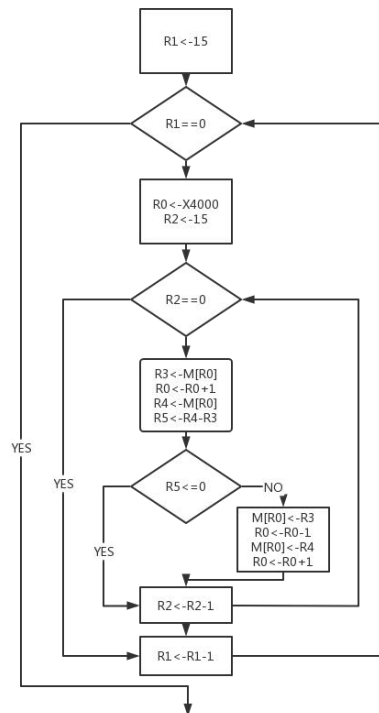 R1<-15
R1==0
R0<-X4000
R2<-15
R2==0
R3<-M[R0]
R0<-R0+1
R4<-M[R0]
R5<-R4-R3
YES
YES
R5<=0
NO
M[R0]<-R3
R0<-R0-1
M[R0]<-R4
R0<-R0+1
YES
R2<-R2-1
R1<-R1-1